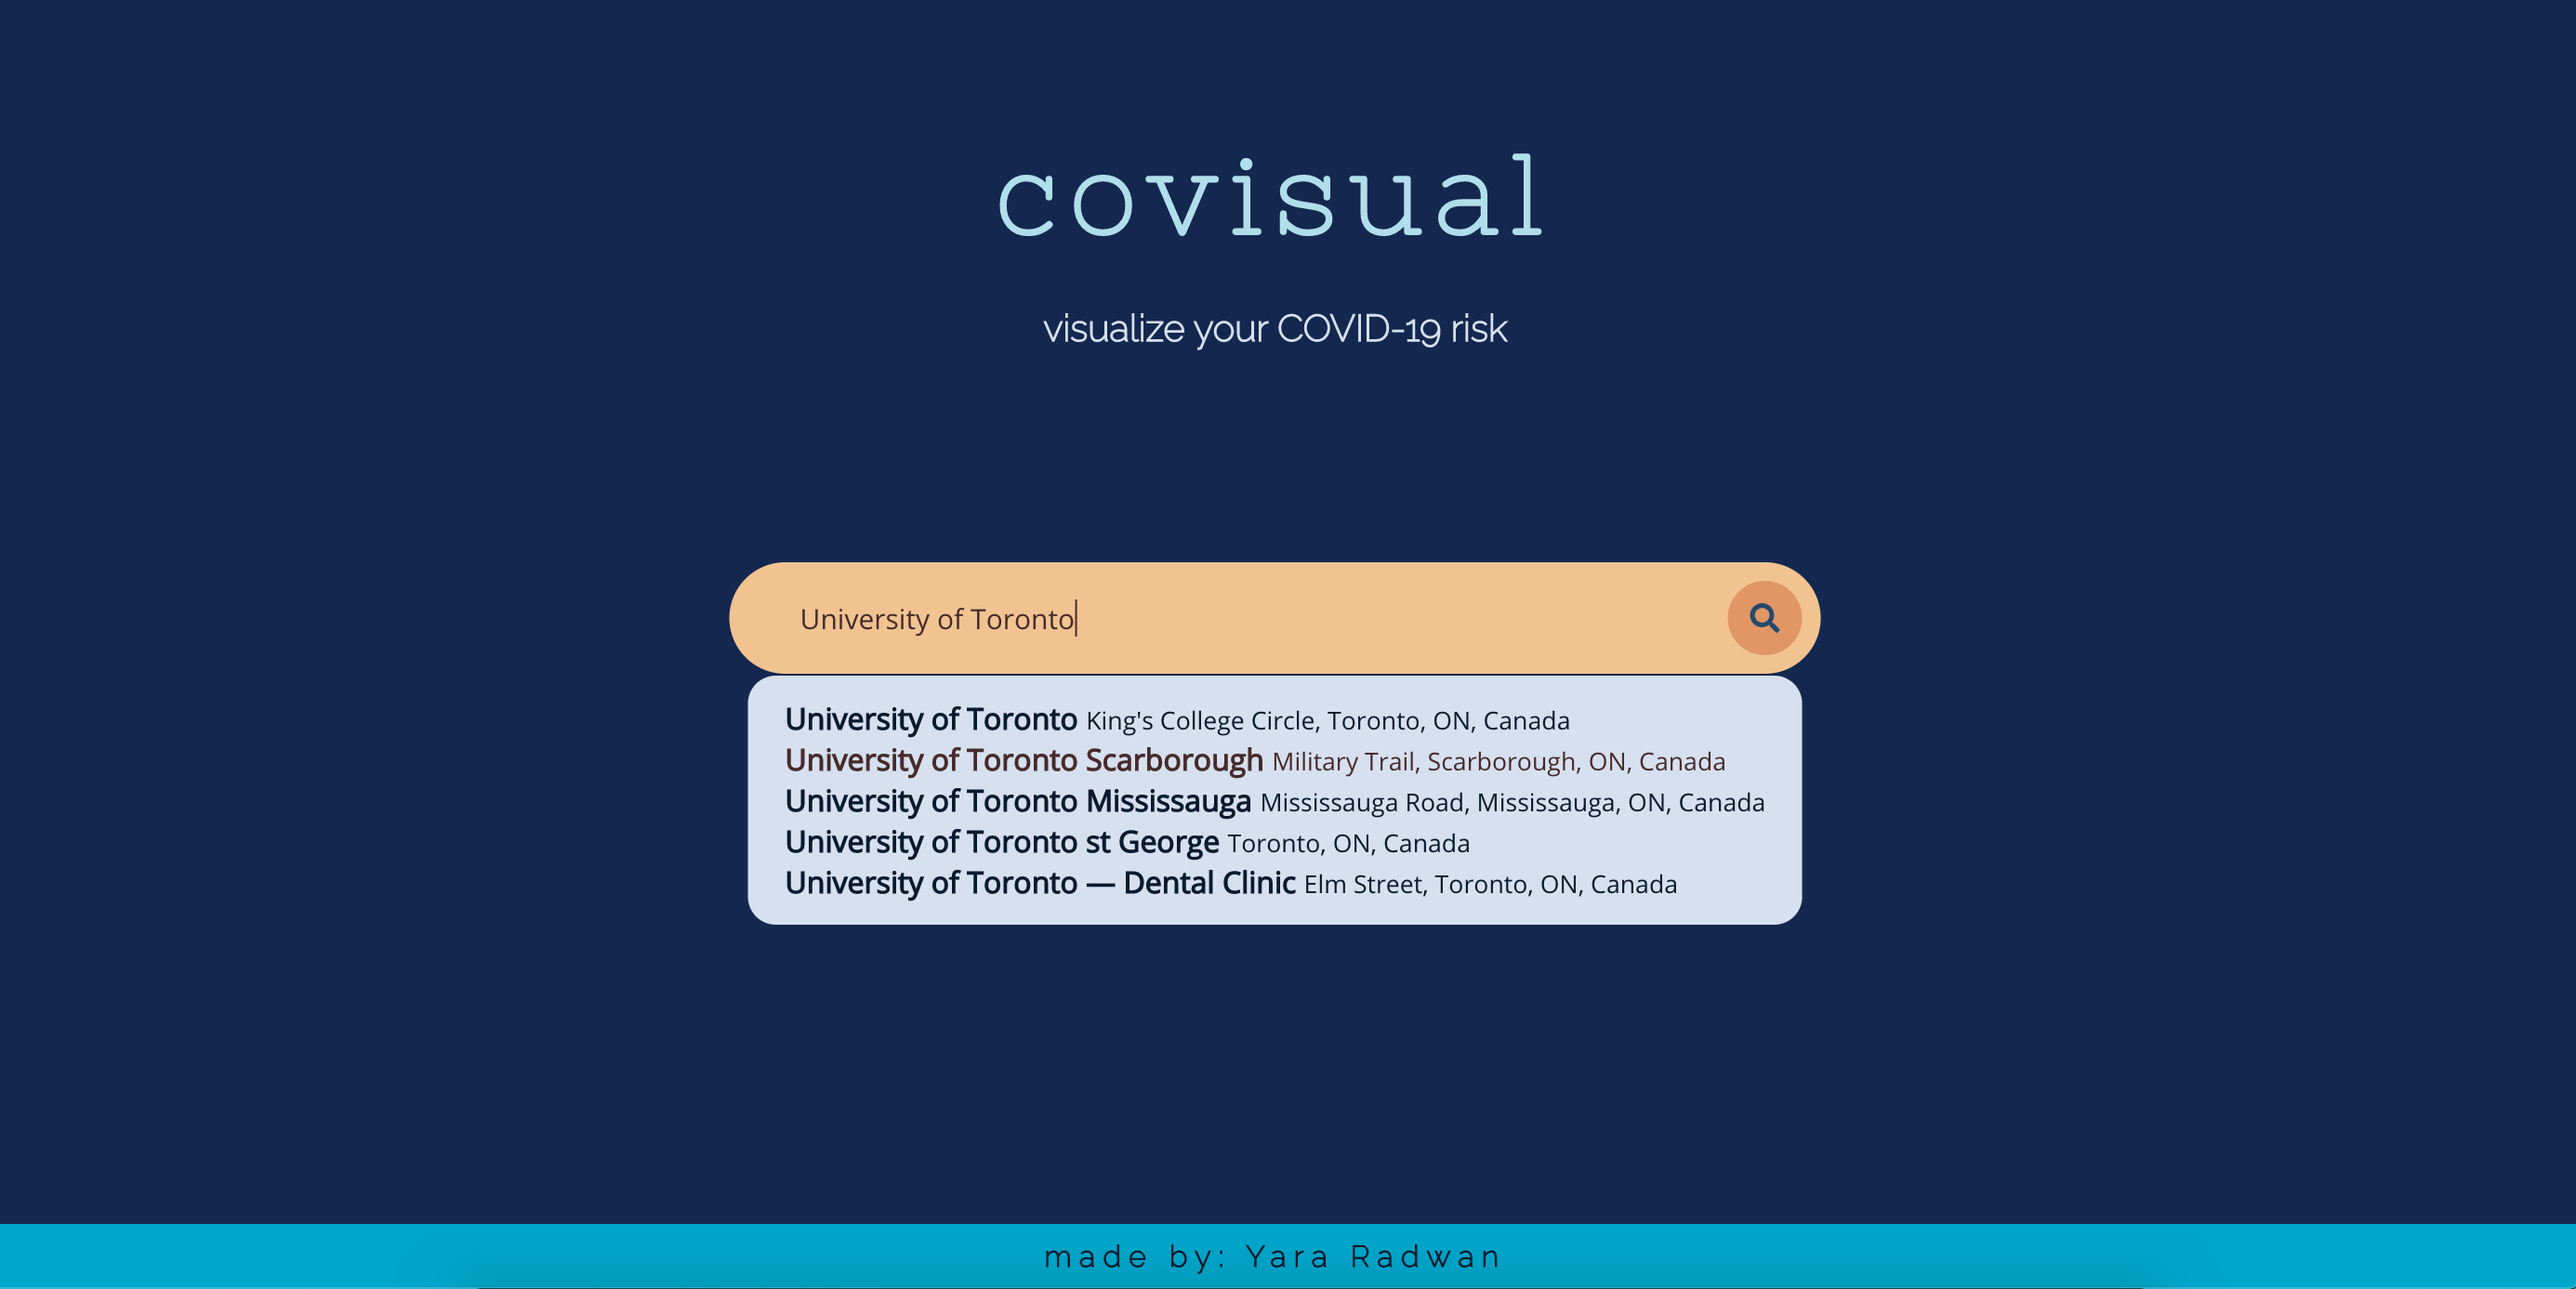 covisual
visualize your COVID-19 risk
University of Toronto
University of Toronto King's College Circle, Toronto, ON, Canada
University of Toronto Scarborough Military Trail, Scarborough, ON, Canada
University of Toronto Mississauga Mississauga Road, Mississauga, ON, Canada
University of Toronto st George Toronto, ON, Canada
University of Toronto — Dental Clinic Elm Street, Toronto, ON, Canada
made by: Yara Radwan